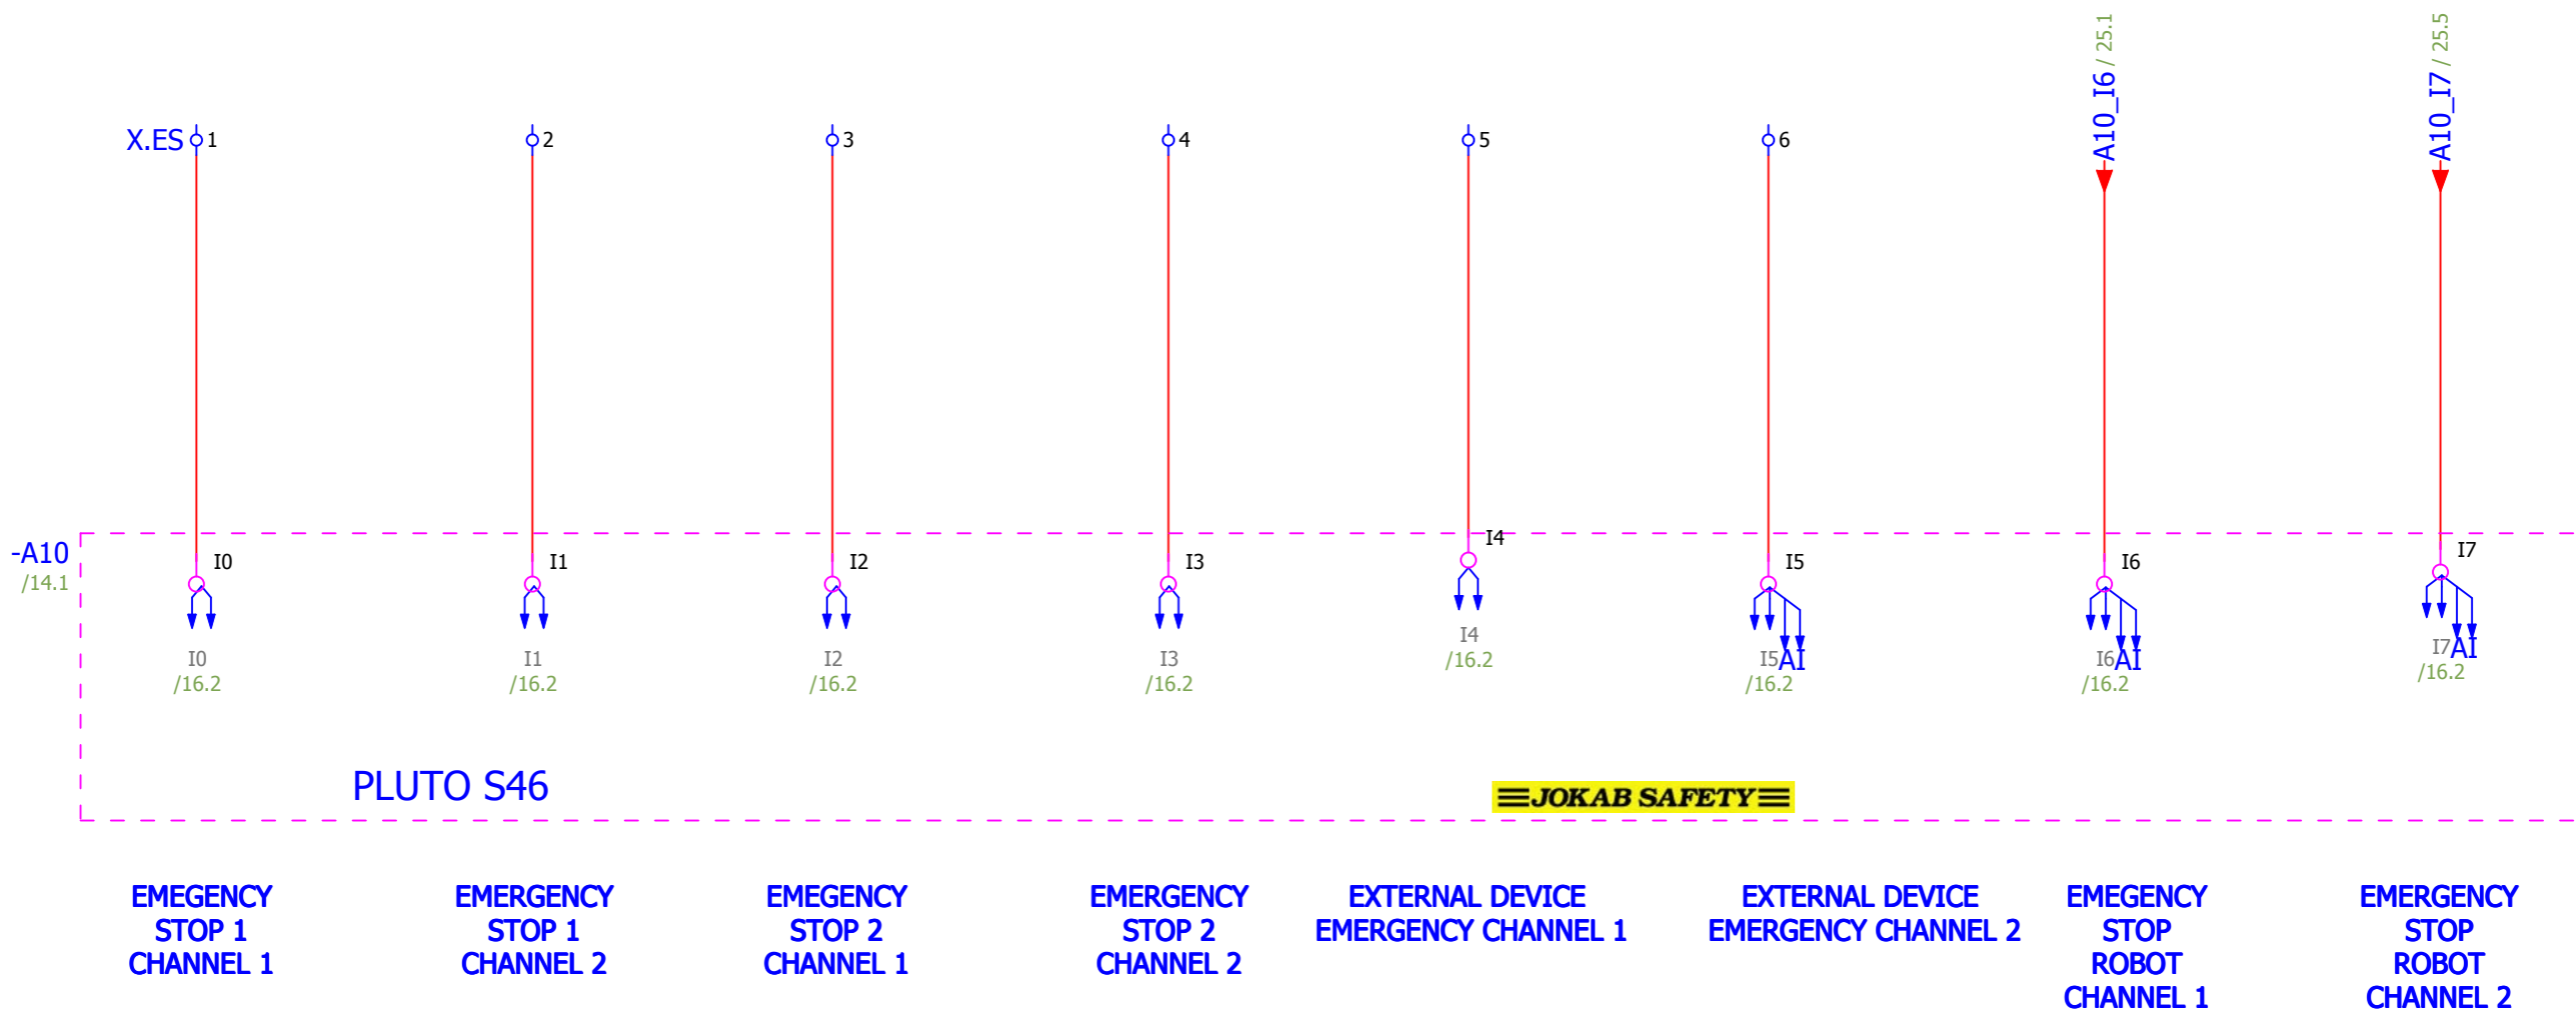 A10_I6 / 25.1
A10_I7 / 25.5
X.ES 1
2
3
4
5
6
-A10
/14.1
I0
I1
I2
I3
I4
I5
I6
I7
I0
/16.2
I1
/16.2
I2
/16.2
I3
/16.2
I4
/16.2
I5 AI
/16.2
I6 AI
/16.2
I7 AI
/16.2
PLUTO S46
JOKAB SAFETY
EMEGENCY
STOP 1
CHANNEL 1
EMERGENCY
STOP 1
CHANNEL 2
EMEGENCY
STOP 2
CHANNEL 1
EMERGENCY
STOP 2
CHANNEL 2
EXTERNAL DEVICE
EMERGENCY CHANNEL 1
EXTERNAL DEVICE
EMERGENCY CHANNEL 2
EMEGENCY
STOP
ROBOT
CHANNEL 1
EMERGENCY
STOP
ROBOT
CHANNEL 2